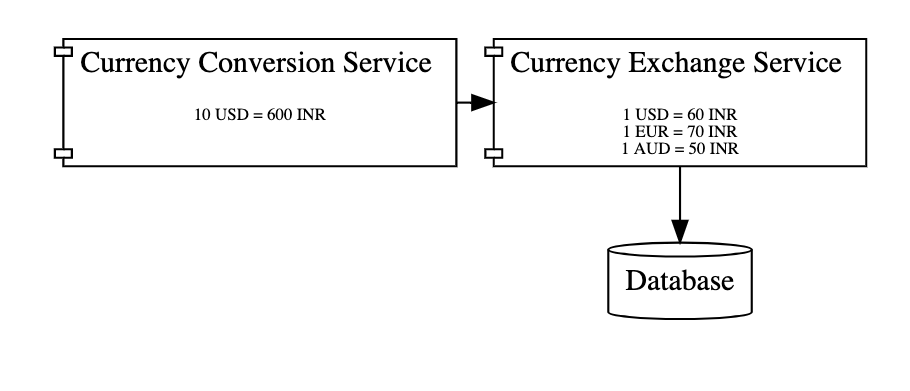 Currency Conversion Service
10 USD = 600 INR
Currency Exchange Service
1 USD = 60 INR
1 EUR = 70 INR
1 AUD = 50 INR
Database